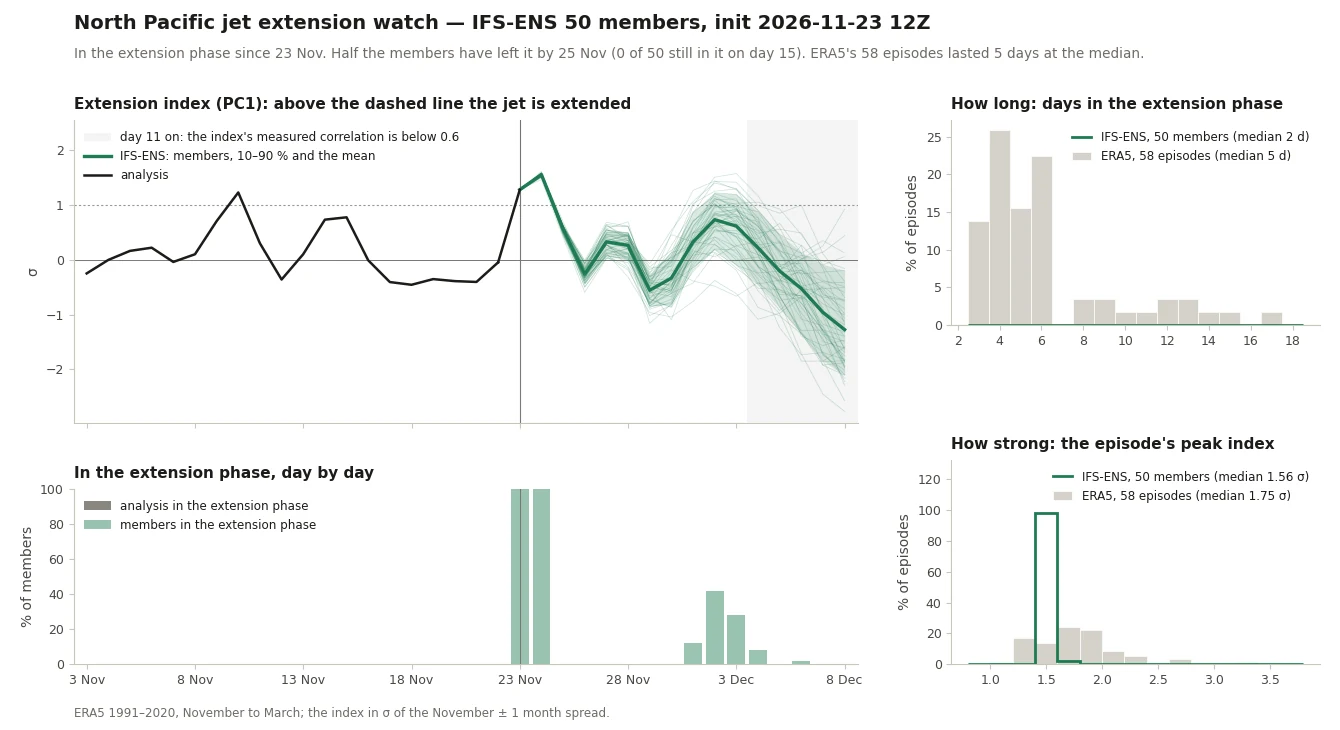 North Pacific jet extension watch — IFS-ENS 50 members, init 2026-11-23 12Z
In the extension phase since 23 Nov. Half the members have left it by 25 Nov (0 of 50 still in it on day 15). ERA5's 58 episodes lasted 5 days at the median.
Extension index (PC1): above the dashed line the jet is extended
day 11 on: the index's measured correlation is below 0.6
IFS-ENS: members, 10–90 % and the mean
analysis
2
1
0
−1
−2
σ
How long: days in the extension phase
IFS-ENS, 50 members (median 2 d)
ERA5, 58 episodes (median 5 d)
25
20
15
10
5
0
% of episodes
2 4 6 8 10 12 14 16 18
In the extension phase, day by day
analysis in the extension phase
members in the extension phase
100
80
60
40
20
0
% of members
3 Nov 8 Nov 13 Nov 18 Nov 23 Nov 28 Nov 3 Dec 8 Dec
How strong: the episode's peak index
IFS-ENS, 50 members (median 1.56 σ)
ERA5, 58 episodes (median 1.75 σ)
120
100
80
60
40
20
0
% of episodes
1.0 1.5 2.0 2.5 3.0 3.5
ERA5 1991–2020, November to March; the index in σ of the November ± 1 month spread.